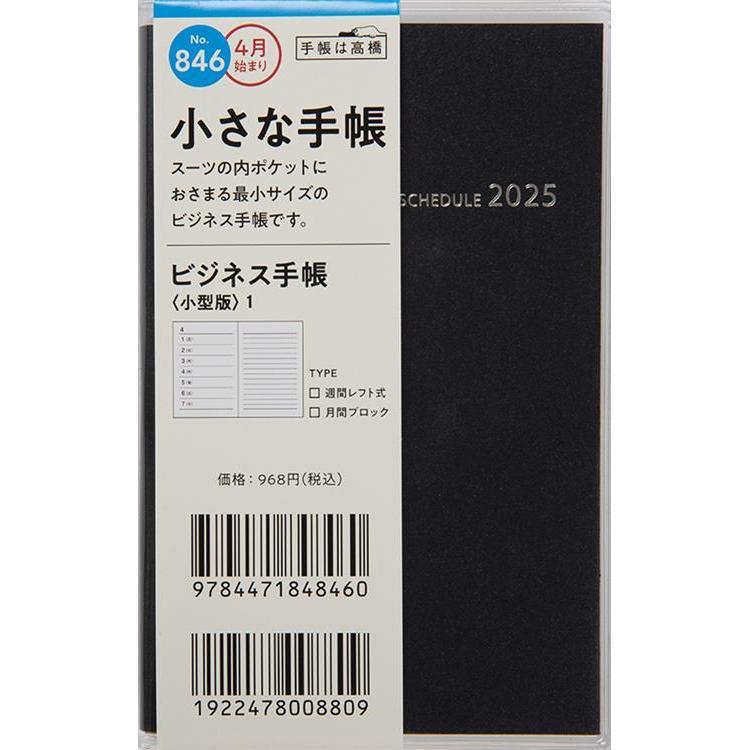 No.
846
4月
始まり
手帳は高橋
小さな手帳
スーツの内ポケットに
おさまる最小サイズの
ビジネス手帳です。
SCHEDULE 2025
ビジネス手帳
〈小型版〉1
4
1
2
3
4
5
6
7
TYPE
□ 週間レフト式
□ 月間ブロック
価格：968円(税込)
9784471848460
1922478008809